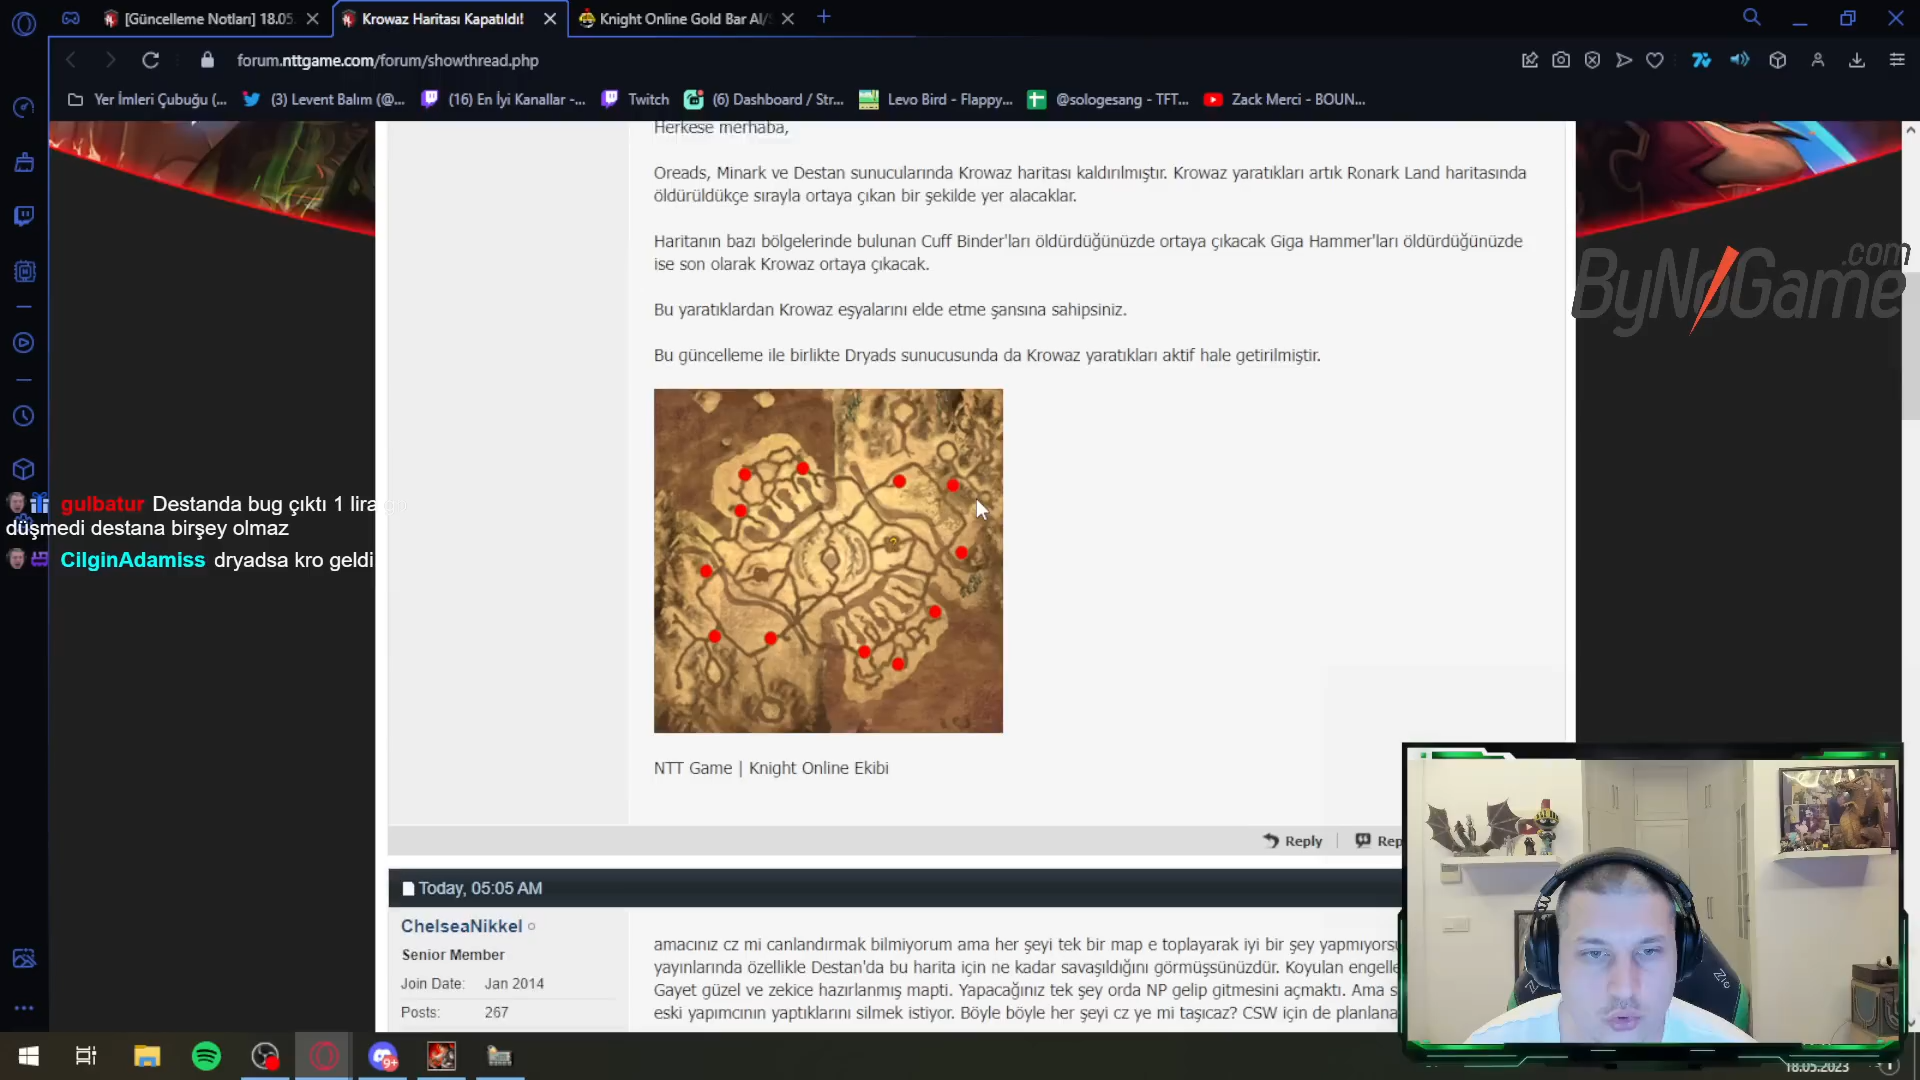 [Güncelleme Notları] 18.05
Krowaz Haritası Kapatıldı!
Knight Online Gold Bar Al/
forum.nttgame.com/forum/showthread.php
Yer İmleri Çubuğu (...
(3) Levent Balım (@...
(16) En İyi Kanallar -...
Twitch
(6) Dashboard / Str...
Levo Bird - Flappy...
@sologesang - TFT...
Zack Merci - BOUN...
Herkese merhaba,
Oreads, Minark ve Destan sunucularında Krowaz haritası kaldırılmıştır. Krowaz yaratıkları artık Ronark Land haritasında
öldürüldükçe sırayla ortaya çıkan bir şekilde yer alacaklar.
Haritanın bazı bölgelerinde bulunan Cuff Binder'ları öldürdüğünüzde ortaya çıkacak Giga Hammer'ları öldürdüğünüzde
ise son olarak Krowaz ortaya çıkacak.
Bu yaratıklardan Krowaz eşyalarını elde etme şansına sahipsiniz.
Bu güncelleme ile birlikte Dryads sunucusunda da Krowaz yaratıkları aktif hale getirilmiştir.
ByNoGame.com
gulbatur Destanda bug çıktı 1 lira
düşmedi destana birşey olmaz
CilginAdamiss dryadsa kro geldi
NTT Game | Knight Online Ekibi
Reply
Rep
Today, 05:05 AM
ChelseaNikkel
Senior Member
Join Date: Jan 2014
Posts: 267
amacınız cz mi canlandırmak bilmiyorum ama her şeyi tek bir map e toplayarak iyi bir şey yapmıyorsu
yayınlarında özellikle Destan'da bu harita için ne kadar savaşıldığını görmüşsünüzdür. Koyulan engelle
Gayet güzel ve zekice hazırlanmış mapti. Yapacağınız tek şey orda NP gelip gitmesini açmaktı. Ama s
eski yapımcının yaptıklarını silmek istiyor. Böyle böyle her şeyi cz ye mi taşıcaz? CSW için de planlana
9+
18.05.2023